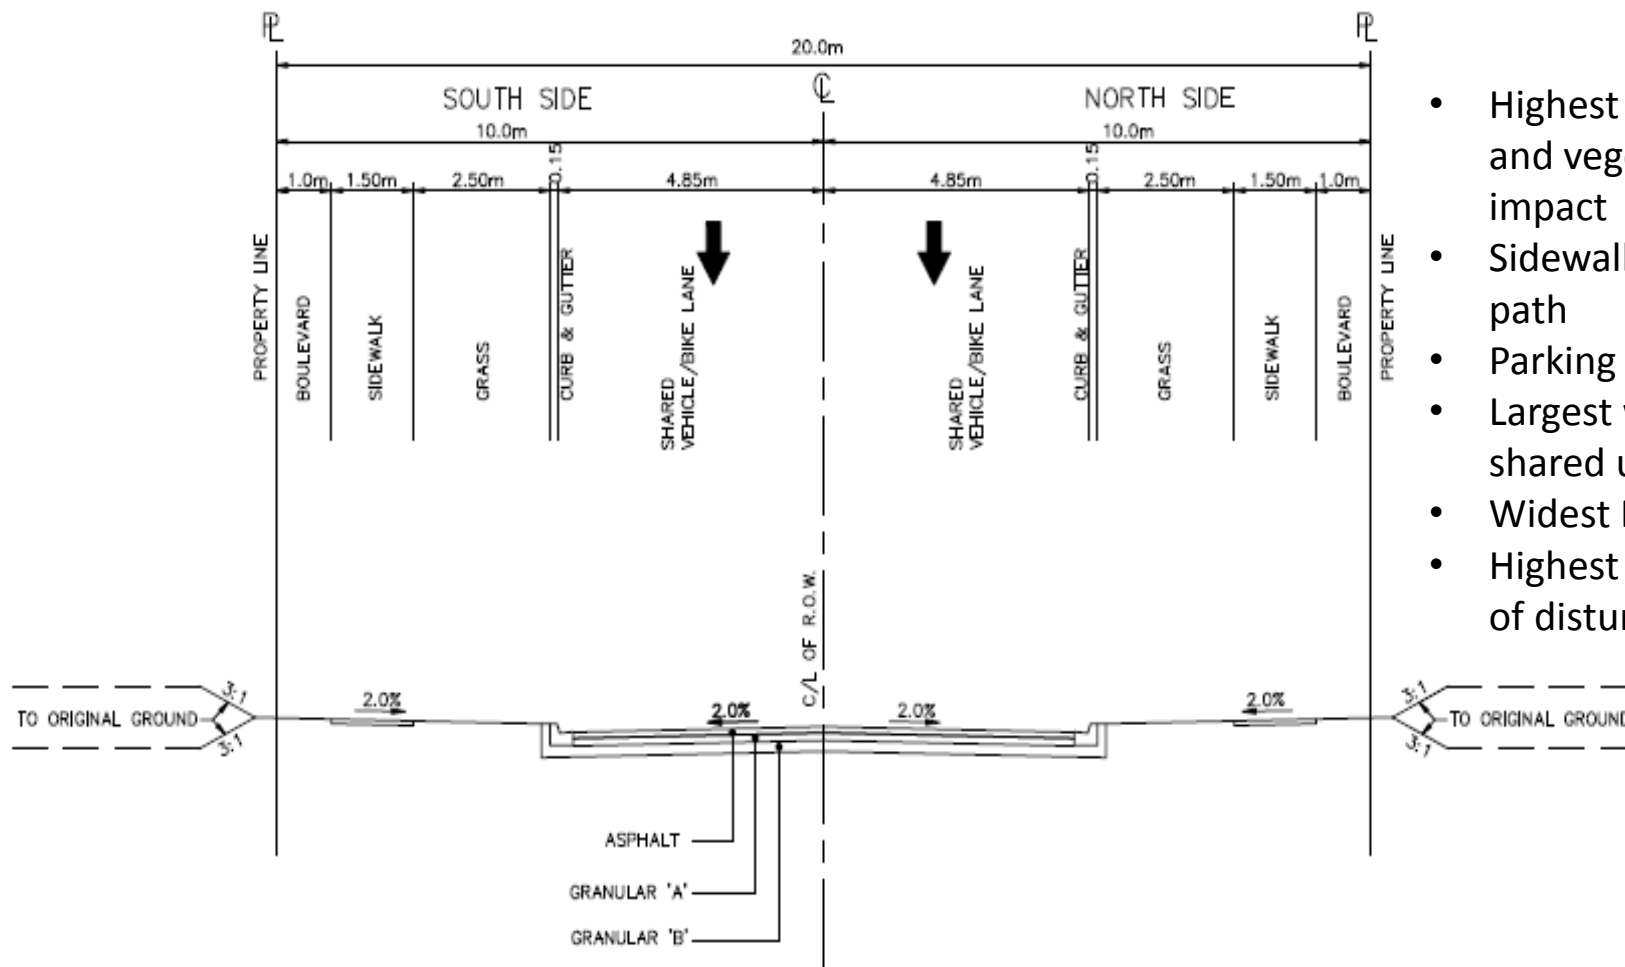 PL
PL
20.0m
CL
SOUTH SIDE
NORTH SIDE
10.0m
10.0m
1.0m
1.50m
2.50m
0.15
4.85m
4.85m
0.15
2.50m
1.50m
1.0m
PROPERTY LINE
BOULEVARD
SIDEWALK
GRASS
CURB & GUTTER
SHARED
VEHICLE/BIKE LANE
SHARED
VEHICLE/BIKE LANE
CURB & GUTTER
GRASS
SIDEWALK
BOULEVARD
PROPERTY LINE
C/L OF R.O.W.
3:1
TO ORIGINAL GROUND
3:1
2.0%
2.0%
2.0%
2.0%
3:1
TO ORIGINAL GROUND
3:1
ASPHALT
GRANULAR 'A'
GRANULAR 'B'
• Highest
and
impact
•
path
• Parking
• Largest
shared
• Widest
• Highest
of